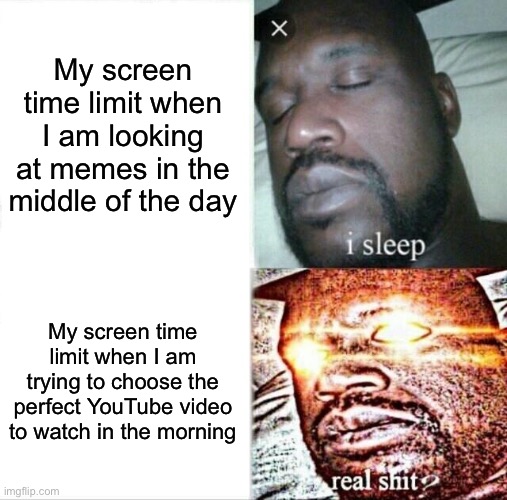 My screen
time limit when
I am looking
at memes in the
middle of the day
i sleep
My screen time
limit when I am
trying to choose the
perfect YouTube video
to watch in the morning
real shit?
imgflip.com